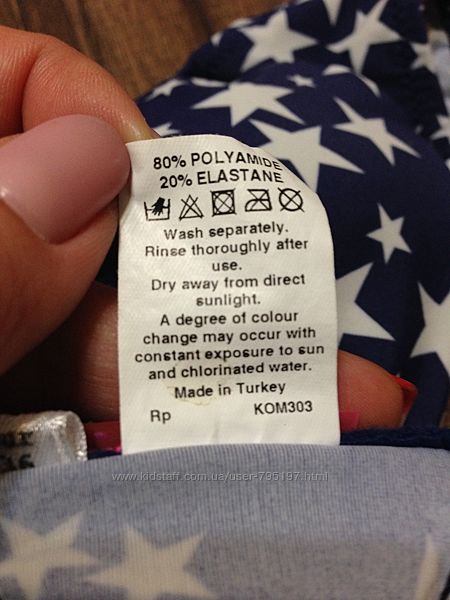 80% POLYAMIDE
20% ELASTANE
Wash separately.
Rinse thoroughly after
use.
Dry away from direct
sunlight.
A degree of colour
change may occur with
constant exposure to sun
and chlorinated water.
Made in Turkey
Rp KOM303
www.kidstaff.com.ua/user-795197.html